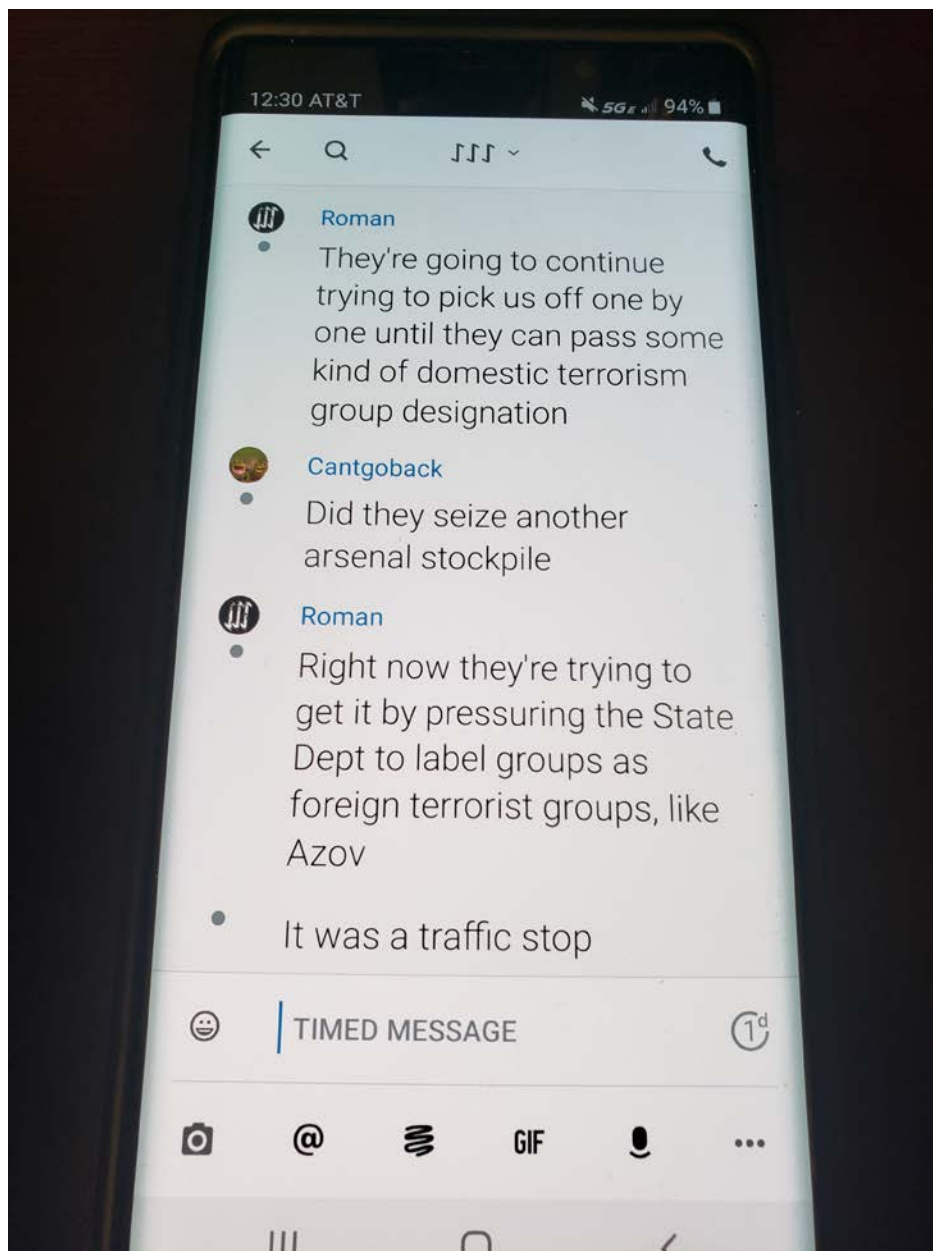 12:30 AT&T 5GE 94%
Roman
They're going to continue
trying to pick us off one by
one until they can pass some
kind of domestic terrorism
group designation
Cantgoback
Did they seize another
arsenal stockpile
Roman
Right now they're trying to
get it by pressuring the State
Dept to label groups as
foreign terrorist groups, like
Azov
It was a traffic stop
TIMED MESSAGE 1d
@ GIF